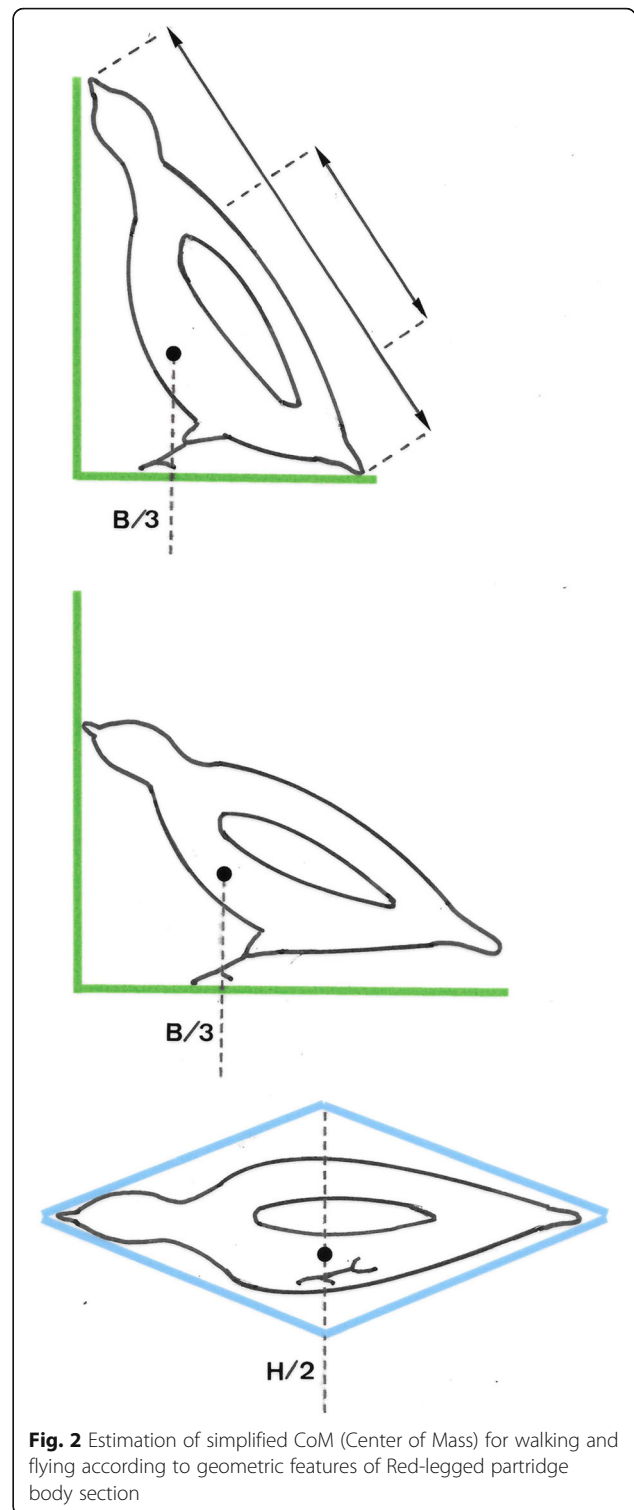 B/3
B/3
H/2
Fig. 2 Estimation of simplified CoM (Center of Mass) for walking and
flying according to geometric features of Red-legged partridge
body section